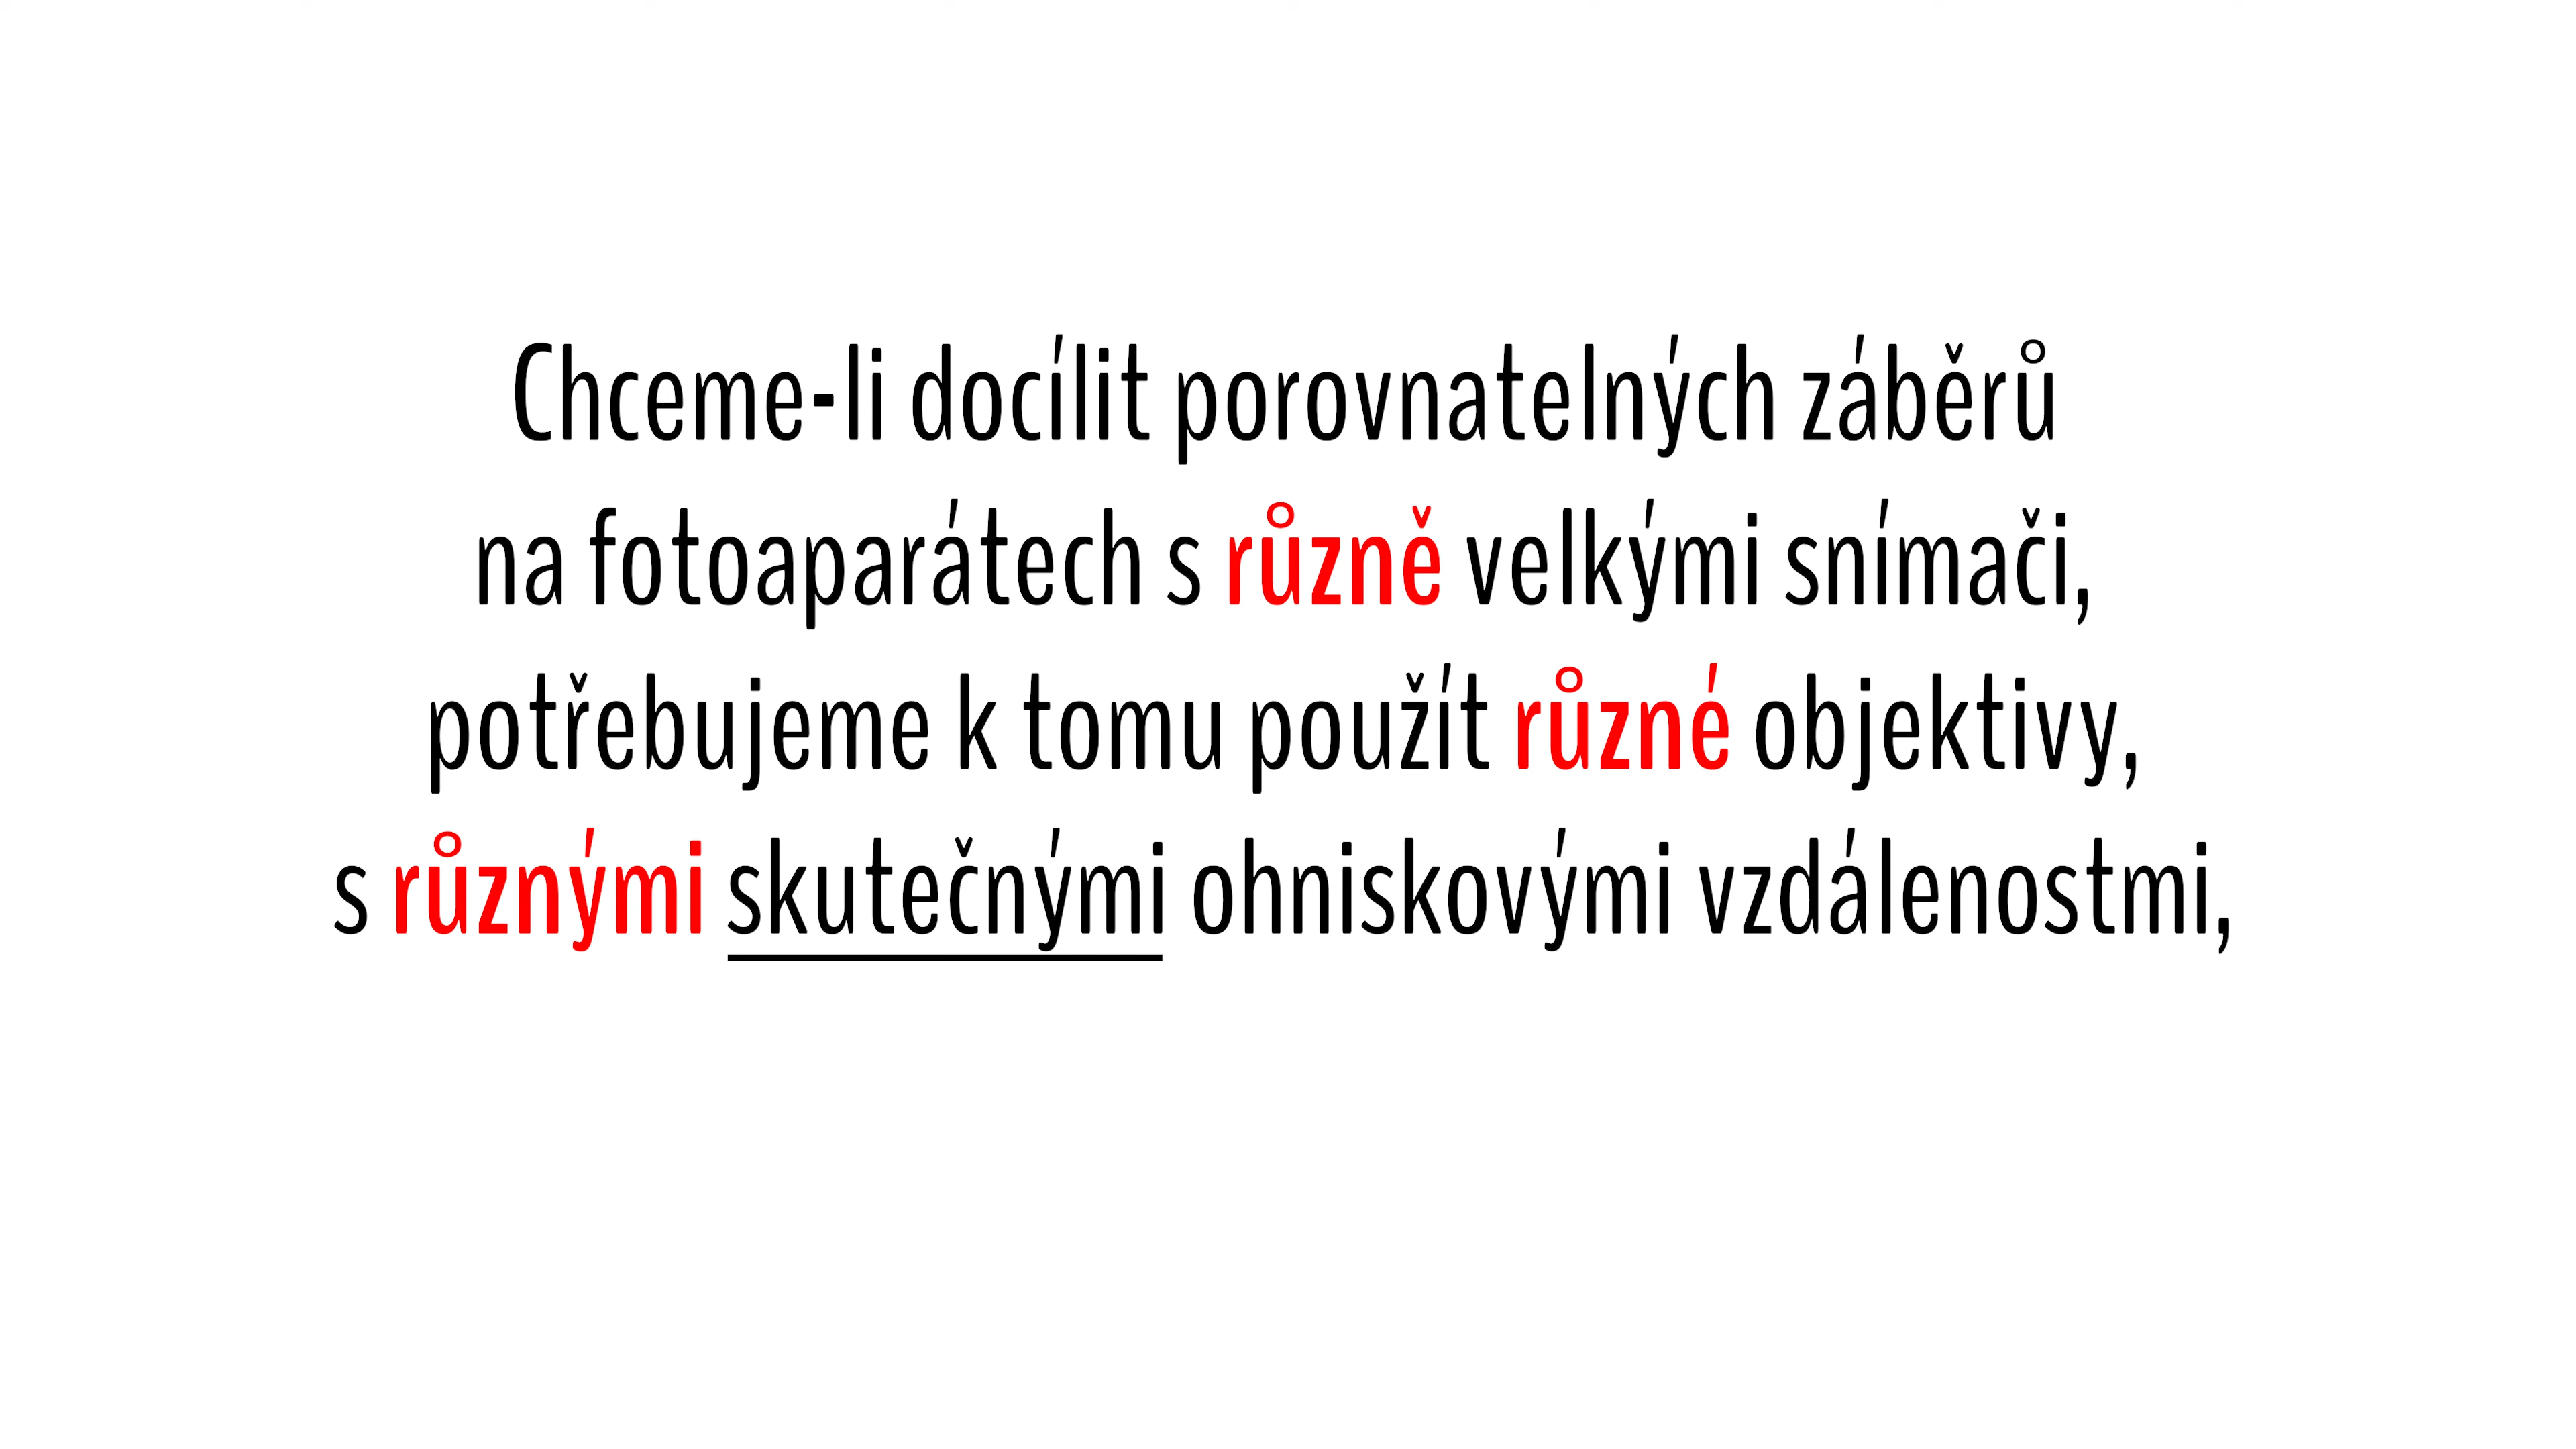 Chceme-li docílit porovnatelných záběrů
na fotoaparátech s různě velkými snímači,
potřebujeme k tomu použít různé objektivy,
s různými skutečnými ohniskovými vzdálenostmi,